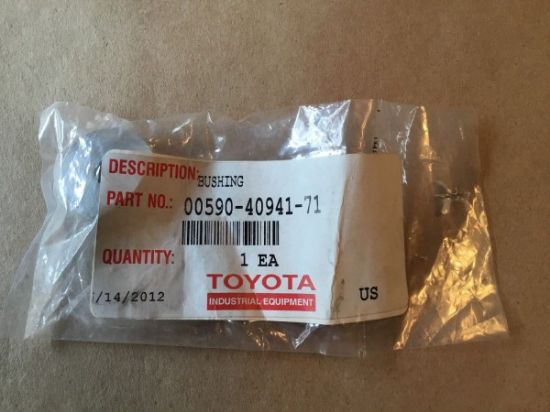 DESCRIPTION:
BUSHING
PART NO.: 00590-40941-71
QUANTITY: 1 EA
TOYOTA
INDUSTRIAL EQUIPMENT
/14/2012 US